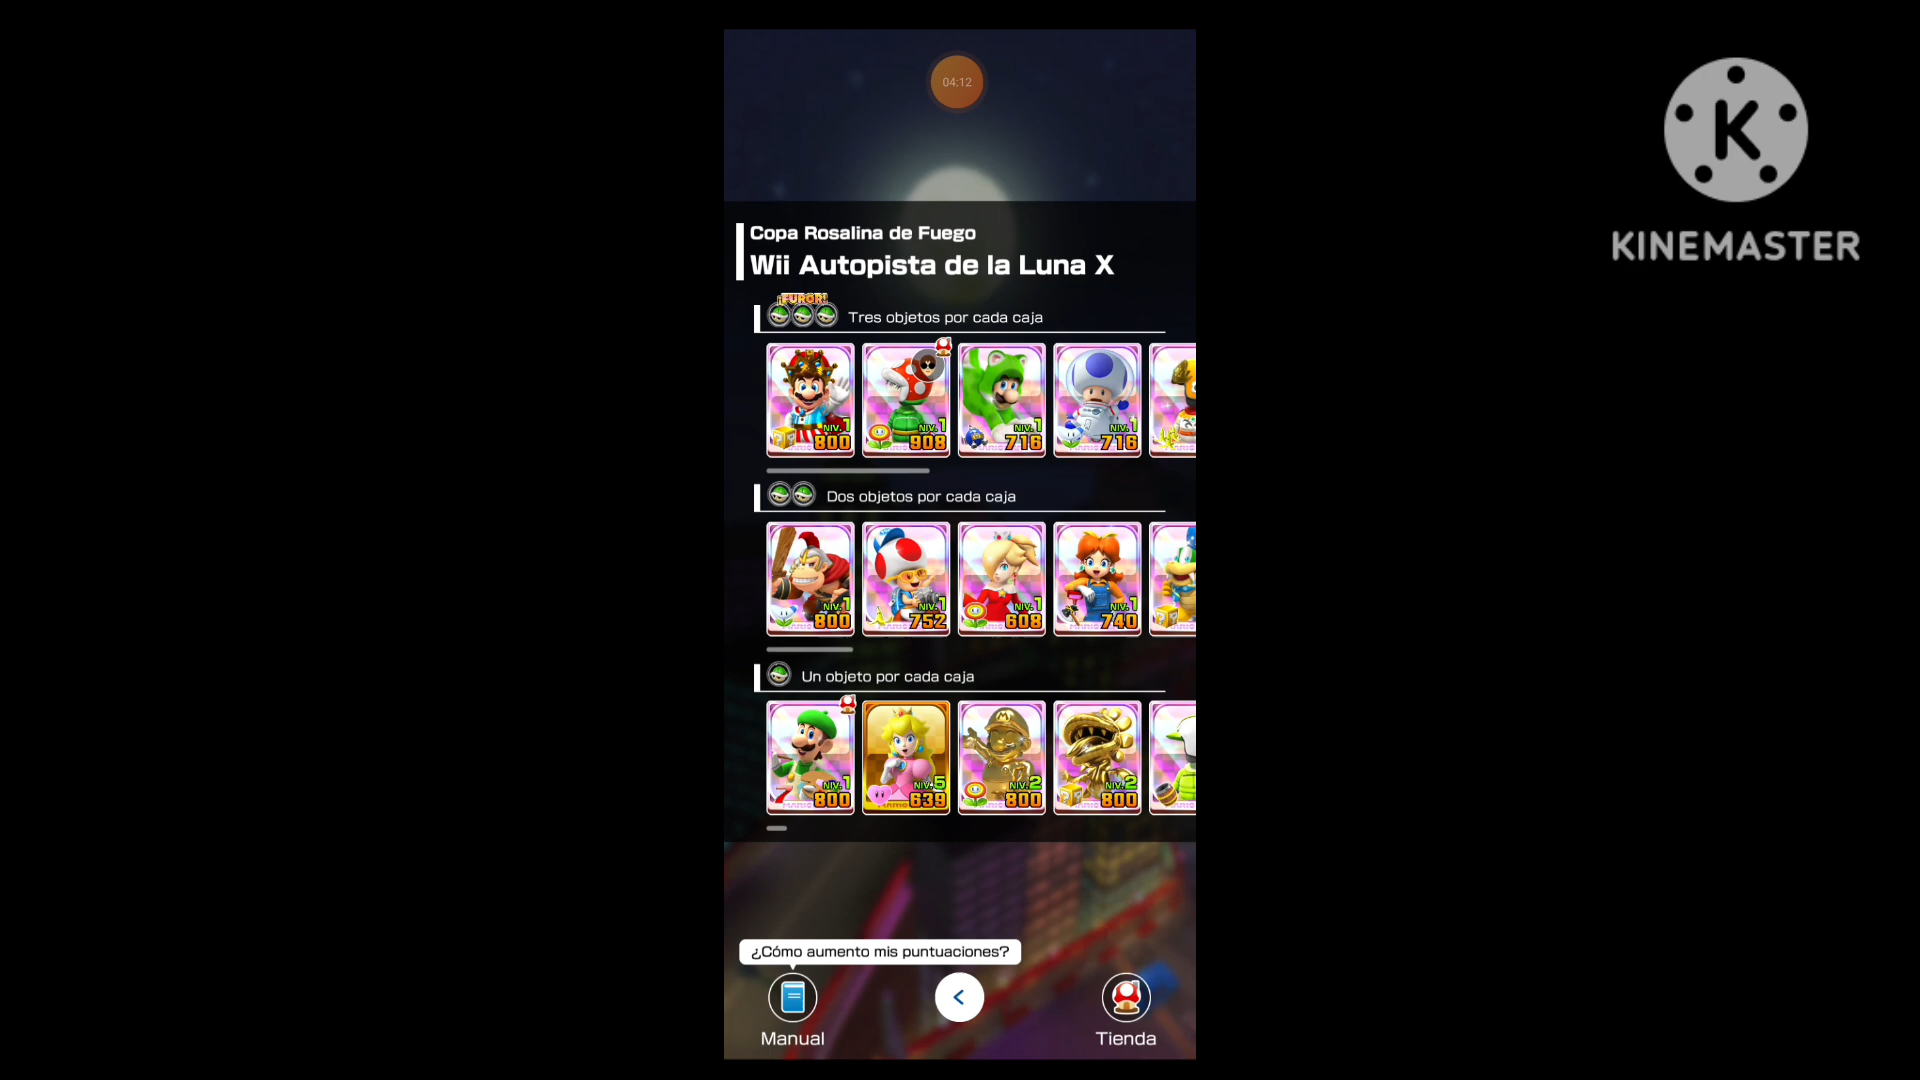 04:12
K
KINEMASTER
Copa Rosalina de Fuego
Wii Autopista de la Luna X
¡FUROR!
Tres objetos por cada caja
NIV.1 NIV.1 NIV.1 NIV.1
800 908 716 716
Dos objetos por cada caja
NIV.1 NIV.1 NIV.1 NIV.1
800 752 608 740
Un objeto por cada caja
NIV.1 NIV.5 NIV.2 NIV.2
800 639 800 800
¿Cómo aumento mis puntuaciones?
Manual
Tienda